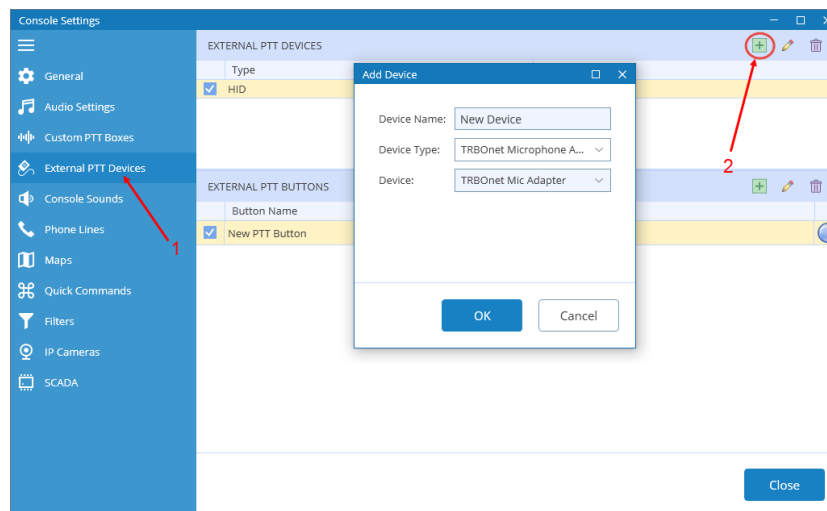 Console Settings
EXTERNAL PTT DEVICES
Type
HID
General
Audio Settings
Custom PTT Boxes
External PTT Devices
Console Sounds
Phone Lines
Maps
Quick Commands
Filters
IP Cameras
SCADA
1
2
Add Device
Device Name: New Device
Device Type: TRBOnet Microphone A...
Device: TRBOnet Mic Adapter
OK Cancel
EXTERNAL PTT BUTTONS
Button Name
New PTT Button
Close